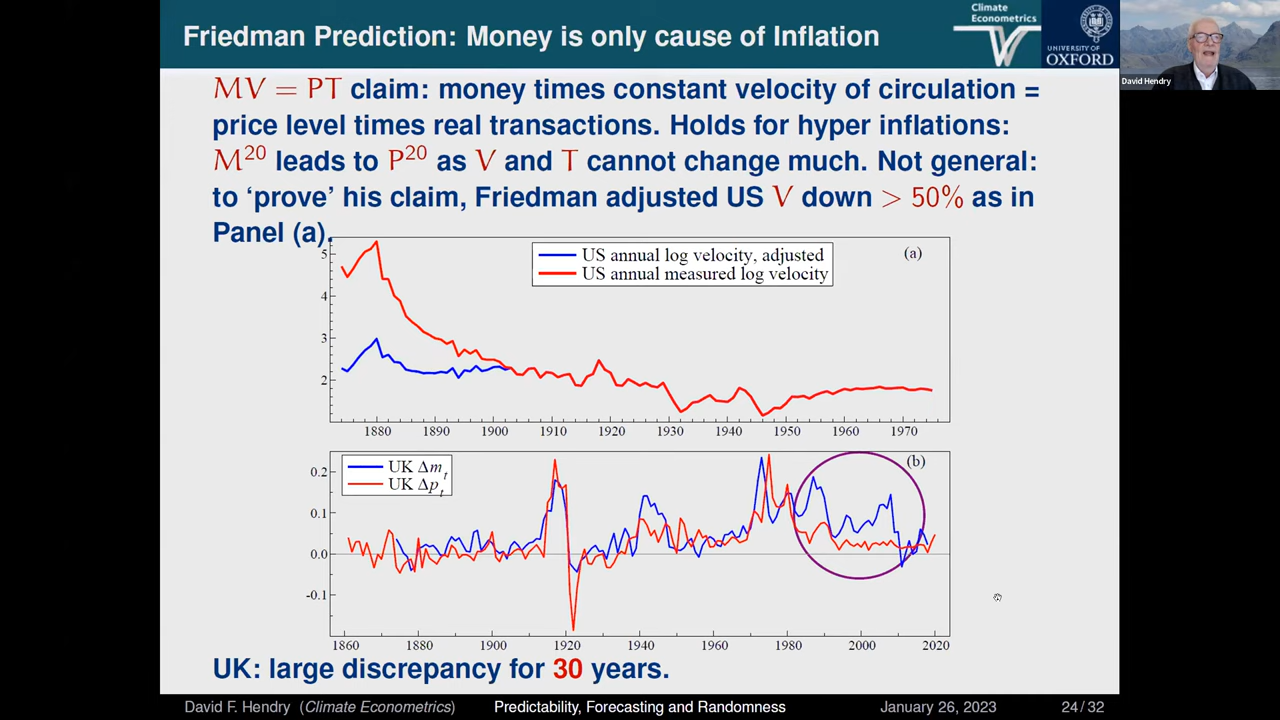 Friedman Prediction: Money is only cause of Inflation
Climate
Econometrics
UNIVERSITY OF
OXFORD
David Hendry
MV = PT claim: money times constant velocity of circulation =
price level times real transactions. Holds for hyper inflations:
M²⁰ leads to P²⁰ as V and T cannot change much. Not general:
to ‘prove’ his claim, Friedman adjusted US V down > 50% as in
Panel (a).
US annual log velocity, adjusted
US annual measured log velocity
(a)
5
4
3
2
1880 1890 1900 1910 1920 1930 1940 1950 1960 1970
UK Δmₜ
UK Δpₜ
(b)
0.2
0.1
0.0
-0.1
1860 1880 1900 1920 1940 1960 1980 2000 2020
UK: large discrepancy for 30 years.
David F. Hendry (Climate Econometrics) Predictability, Forecasting and Randomness January 26, 2023 24 / 32